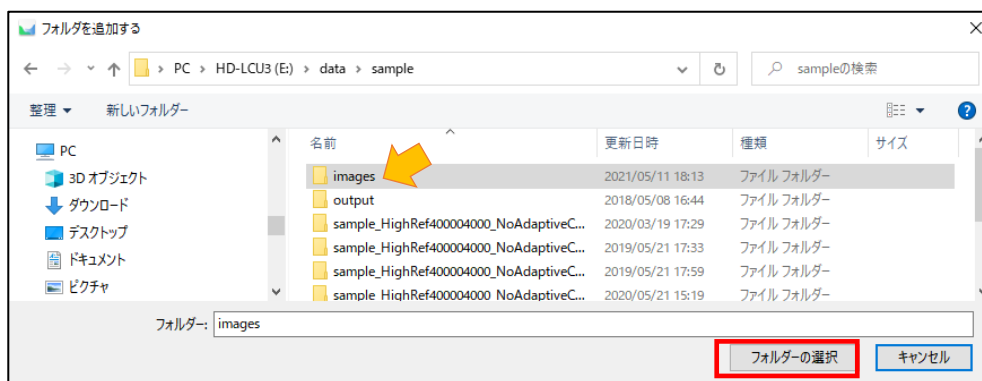 フォルダを追加する
PC > HD-LCU3 (E:) > data > sample
sampleの検索
整理 新しいフォルダー
名前 更新日時 種類 サイズ
PC
3D オブジェクト
ダウンロード
デスクトップ
ドキュメント
ピクチャ
images 2021/05/11 18:13 ファイル フォルダー
output 2018/05/08 16:44 ファイル フォルダー
sample_HighRef400004000_NoAdaptiveC... 2020/03/19 17:29 ファイル フォルダー
sample_HighRef400004000_NoAdaptiveC... 2019/05/21 17:33 ファイル フォルダー
sample_HighRef400004000_NoAdaptiveC... 2019/05/21 17:59 ファイル フォルダー
sample_HighRef400004000_NoAdaptiveC... 2020/05/21 15:19 ファイル フォルダー
フォルダー: images
フォルダーの選択 キャンセル